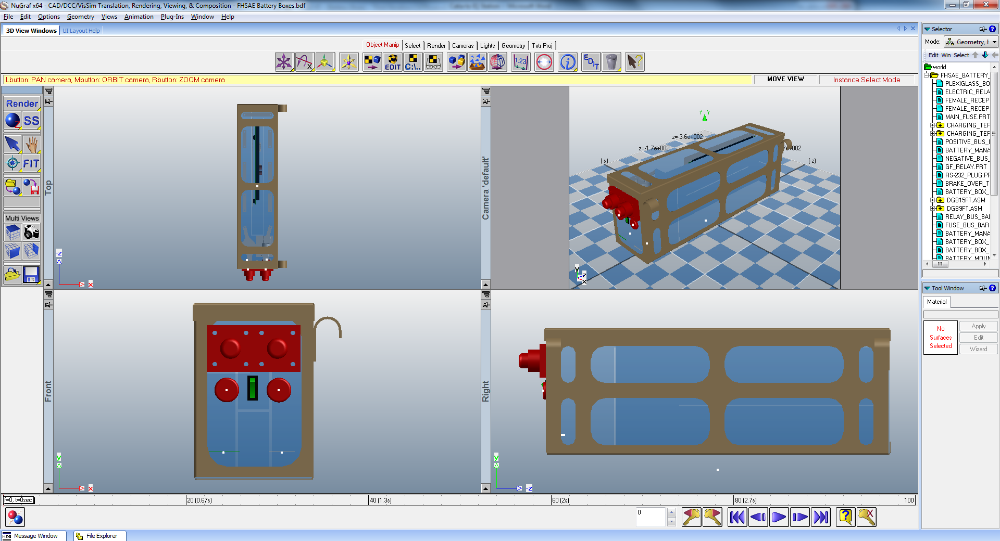 NuGraf x64 - CAD/DCC/VisSim Translation, Rendering, Viewing, & Composition - FHSAE Battery Boxes.bdf
File Edit Options Geometry Views Animation Plug-Ins Window Help
3D View Windows UI Layout Help
Object Manip Select Render Cameras Lights Geometry Txtr Proj
EDIT C:\... 1.23 EDIT
Lbutton: PAN camera, Mbutton: ORBIT camera, Rbutton: ZOOM camera
MOVE VIEW
Instance Select Mode
Render
SS
FIT
Multi Views
Top
-z
x
Camera 'default'
Y Y
z=-3.6e+002
z=-1.7e+002
(-x)
(-z)
Y
Z
X
Front
Y
x
Right
Y
-z
f=0, t=0sec
20 (0.67s)
40 (1.3s)
60 (2s)
80 (2.7s)
100
0
MSG Message Window
File Explorer
Selector
Mode: Geometry,
Edit Win Select
world
FHSAE_BATTERY_
PLEXIGLASS_BO
ELECTRIC_RELA
FEMALE_RECEP
FEMALE_RECEP
MAIN_FUSE.PRT
CHARGING_TEF
CHARGING_TEF
POSITIVE_BUS_
BATTERY_MANA
NEGATIVE_BUS_
GF_RELAY.PRT
RS-232_PLUG.PF
BRAKE_OVER_T
BATTERY_BOX_
DGB15FT.ASM
DGB9FT.ASM
RELAY_BUS_BAI
FUSE_BUS_BAR
BATTERY_MANA
BATTERY_BOX_
BATTERY_BOX_
BATTERY_MOUN
Tool Window
Material
No
Surfaces
Selected
Apply
Edit
Wizard